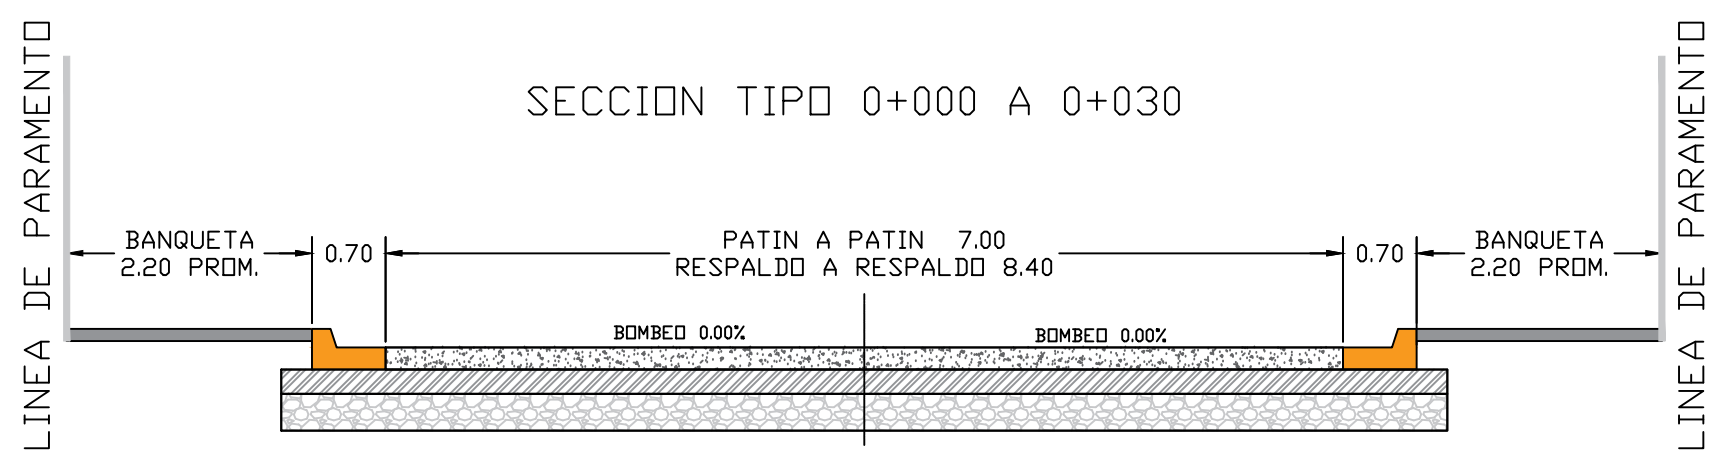 SECCION TIPO 0+000 A 0+030
LINEA DE PARAMENTO
BANQUETA
2.20 PROM.
0.70
PATIN A PATIN 7.00
RESPALDO A RESPALDO 8.40
0.70
BANQUETA
2.20 PROM.
LINEA DE PARAMENTO
BOMBEO 0.00%
BOMBEO 0.00%